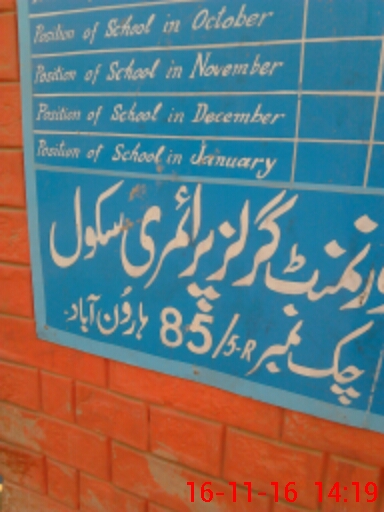 Position of School in October
Position of School in November
Position of School in December
Position of School in January
گرلز پرائمری سکول
چک نمبر 85/5-R ہارون آباد
16-11-16 14:19